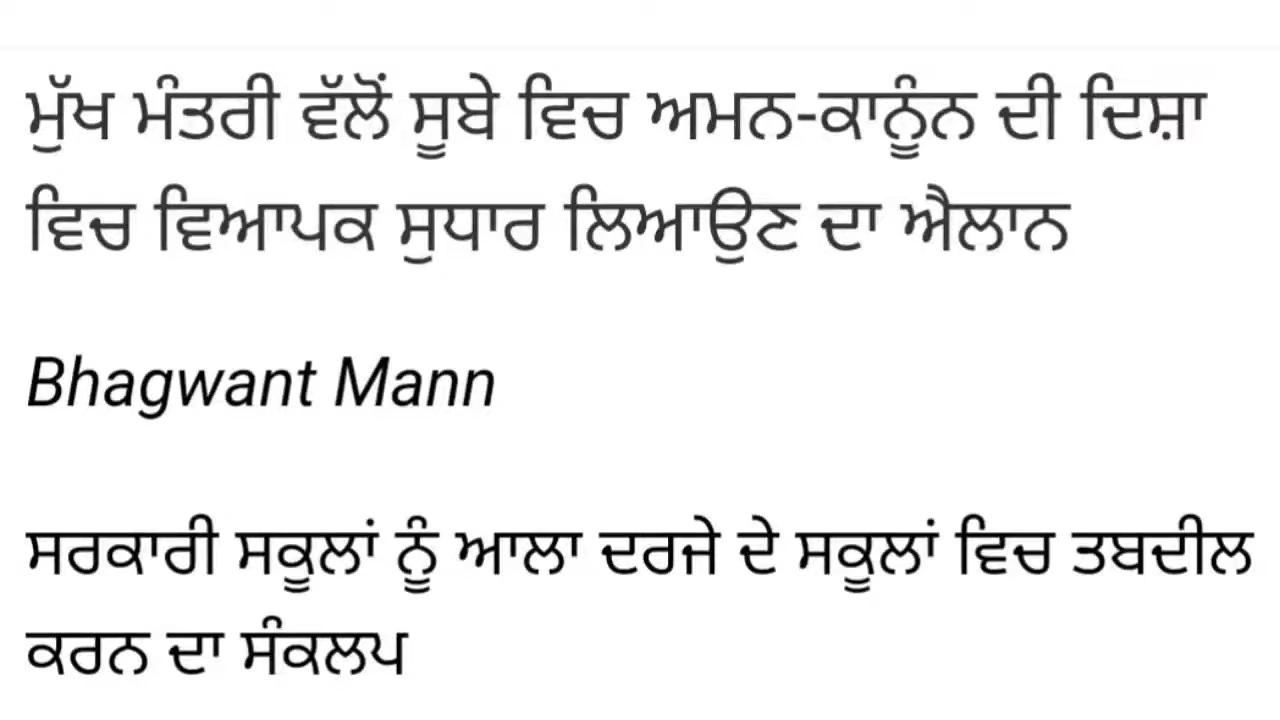 ਮੁੱਖ ਮੰਤਰੀ ਵੱਲੋਂ ਸੂਬੇ ਵਿਚ ਅਮਨ-ਕਾਨੂੰਨ ਦੀ ਦਿਸ਼ਾ
ਵਿਚ ਵਿਆਪਕ ਸੁਧਾਰ ਲਿਆਉਣ ਦਾ ਐਲਾਨ
Bhagwant Mann
ਸਰਕਾਰੀ ਸਕੂਲਾਂ ਨੂੰ ਆਲਾ ਦਰਜੇ ਦੇ ਸਕੂਲਾਂ ਵਿਚ ਤਬਦੀਲ
ਕਰਨ ਦਾ ਸੰਕਲਪ